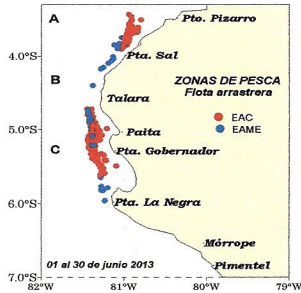 A
Pto. Pizarro
4.0°S
Pta. Sal
B
ZONAS DE PESCA
Flota arrastrera
Talara
EAC
5.0°S
Paita
EAME
C
Pta. Gobernador
6.0°S
Pta. La Negra
Mórrope
01 al 30 de junio 2013
Pimentel
7.0°S
82°W
81°W
80°W
79°W